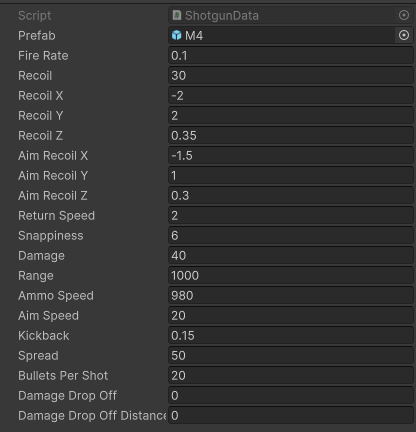 Script ShotgunData
Prefab M4
Fire Rate 0.1
Recoil 30
Recoil X -2
Recoil Y 2
Recoil Z 0.35
Aim Recoil X -1.5
Aim Recoil Y 1
Aim Recoil Z 0.3
Return Speed 2
Snappiness 6
Damage 40
Range 1000
Ammo Speed 980
Aim Speed 20
Kickback 0.15
Spread 50
Bullets Per Shot 20
Damage Drop Off 0
Damage Drop Off Distance 0